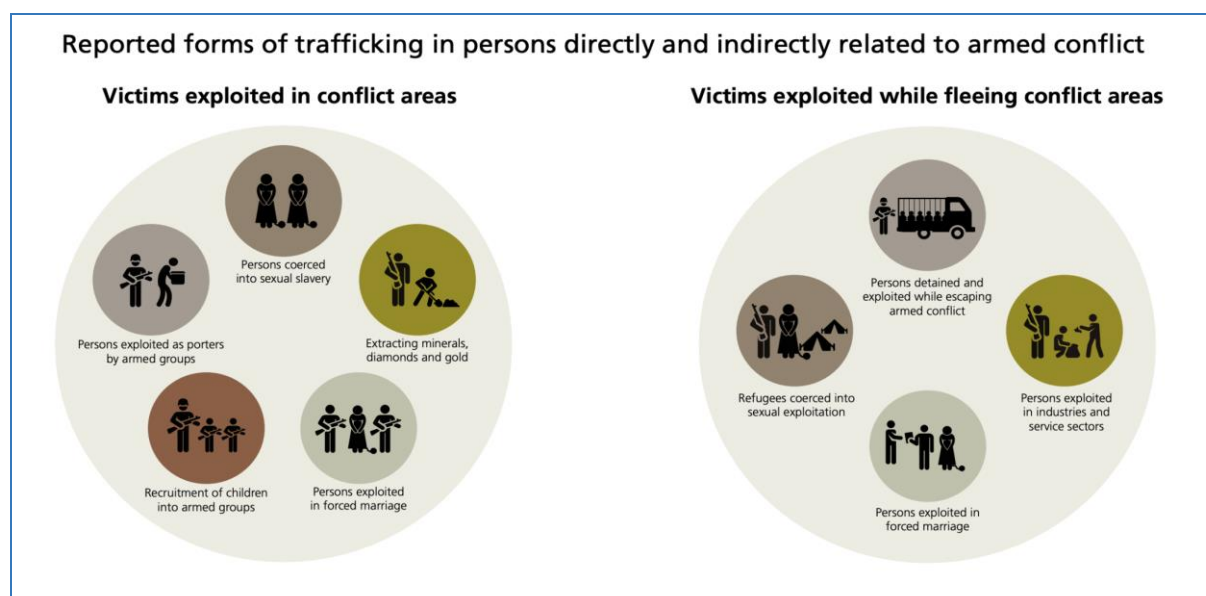 Reported forms of trafficking in persons directly and indirectly related to armed conflict
Victims exploited in conflict areas
Persons coerced
into sexual slavery
Persons exploited as porters
by armed groups
Extracting minerals,
diamonds and gold
Recruitment of children
into armed groups
Persons exploited
in forced marriage
Victims exploited while fleeing conflict areas
Persons detained and
exploited while escaping
armed conflict
Refugees coerced into
sexual exploitation
Persons exploited
in industries and
service sectors
Persons exploited in
forced marriage